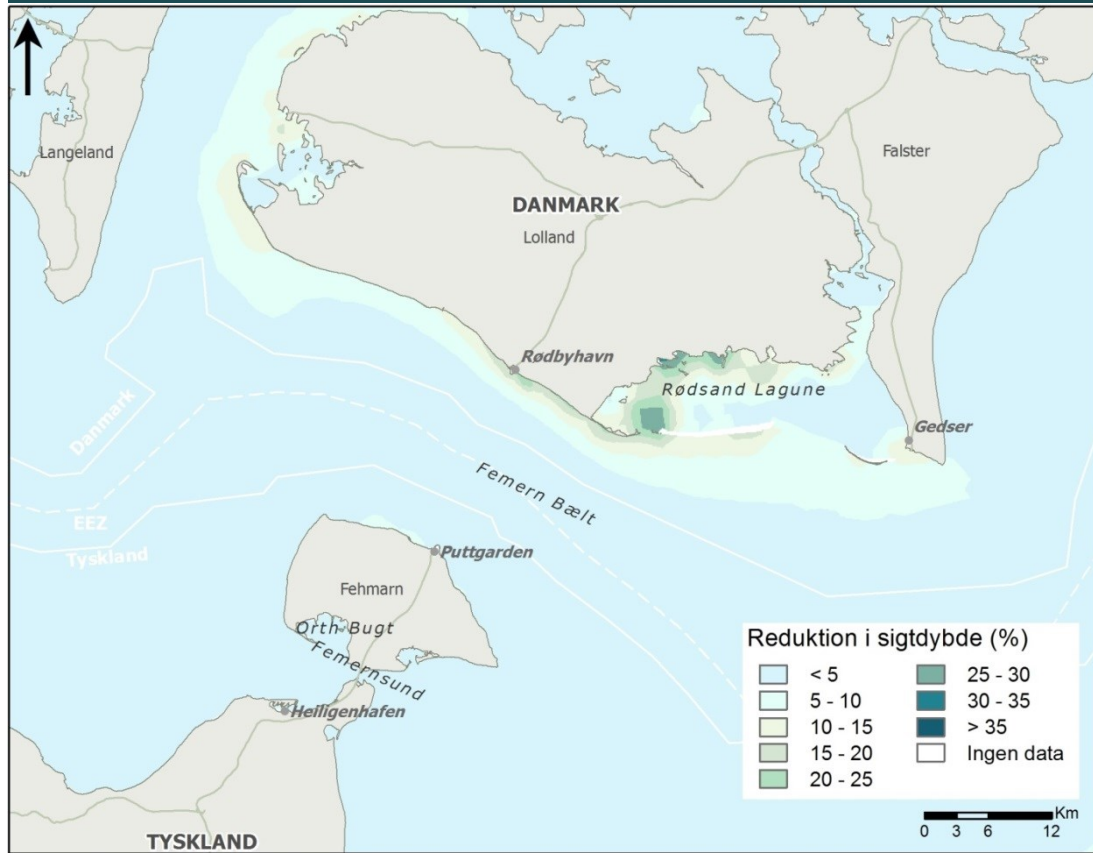 Langeland
Falster
DANMARK
Lolland
Rødbyhavn
Rødsand Lagune
Gedser
Danmark
Femern Bælt
EEZ
Tyskland
Puttgarden
Fehmarn
Orth Bugt
Femernsund
Heiligenhafen
TYSKLAND
Reduktion i sigtdybde (%)
< 5
5 - 10
10 - 15
15 - 20
20 - 25
25 - 30
30 - 35
> 35
Ingen data
Km
0 3 6 12